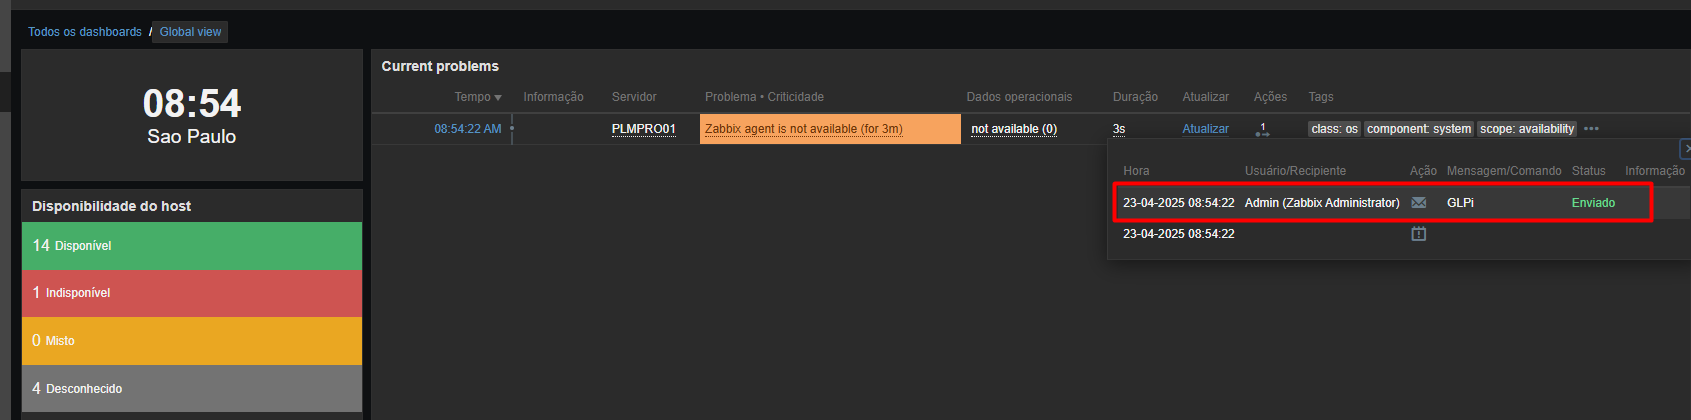 Todos os dashboards / Global view
08:54
Sao Paulo
Disponibilidade do host
14 Disponível
1 Indisponível
0 Misto
4 Desconhecido
Current problems
Tempo Informação Servidor Problema • Criticidade Dados operacionais Duração Atualizar Ações Tags
08:54:22 AM PLMPRO01 Zabbix agent is not available (for 3m) not available (0) 3s Atualizar 1 class: os component: system scope: availability •••
Hora Usuário/Recipiente Ação Mensagem/Comando Status Informação
23-04-2025 08:54:22 Admin (Zabbix Administrator) GLPi Enviado
23-04-2025 08:54:22